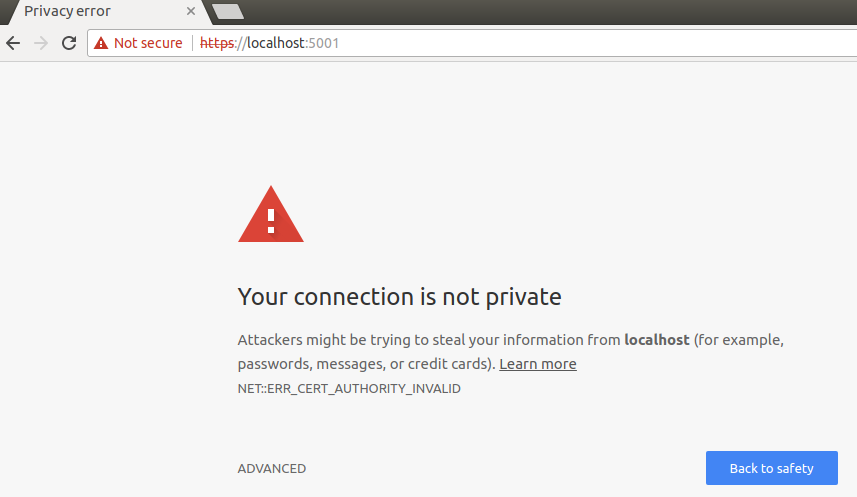 Privacy error
Not secure https://localhost:5001
Your connection is not private
Attackers might be trying to steal your information from localhost (for example,
passwords, messages, or credit cards). Learn more
NET::ERR_CERT_AUTHORITY_INVALID
ADVANCED
Back to safety